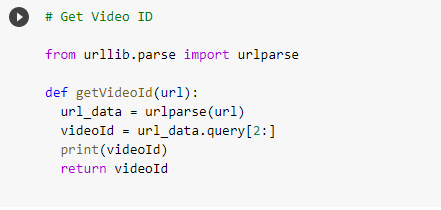 # Get Video ID
from urllib.parse import urlparse
def getVideoId(url):
  url_data = urlparse(url)
  videoId = url_data.query[2:]
  print(videoId)
  return videoId